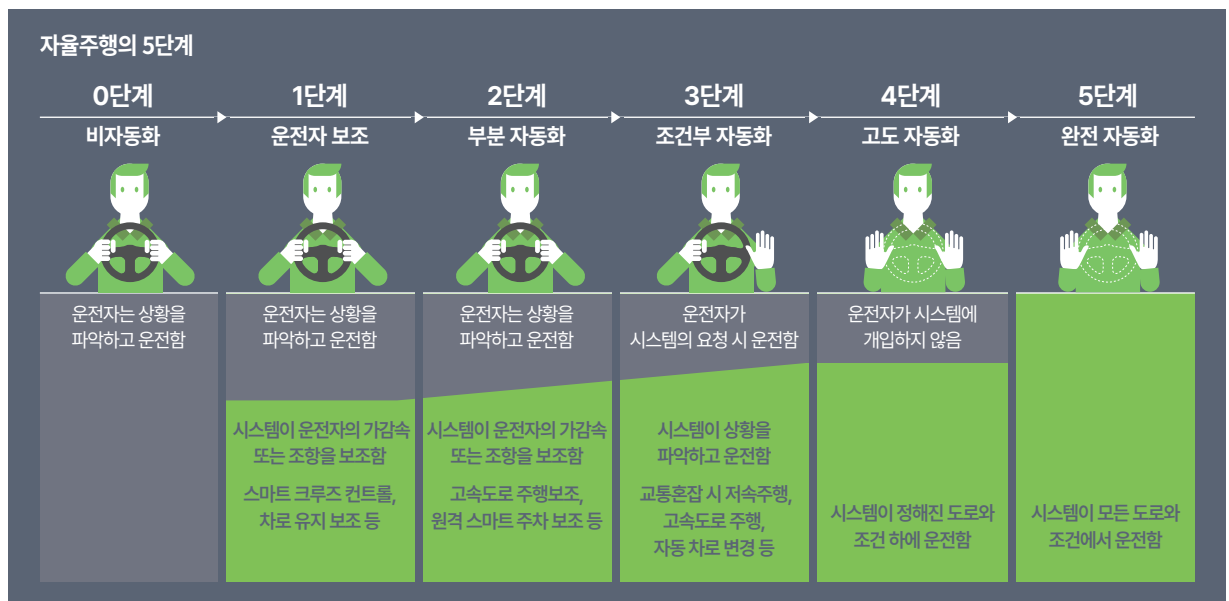 자율주행의 5단계
0단계
비자동화
운전자는 상황을
파악하고 운전함
1단계
운전자 보조
운전자는 상황을
파악하고 운전함
시스템이 운전자의 가감속
또는 조향을 보조함
스마트 크루즈 컨트롤,
차로 유지 보조 등
2단계
부분 자동화
운전자는 상황을
파악하고 운전함
시스템이 운전자의 가감속
또는 조항을 보조함
고속도로 주행보조,
원격 스마트 주차 보조 등
3단계
조건부 자동화
운전자가
시스템의 요청 시 운전함
시스템이 상황을
파악하고 운전함
교통혼잡 시 저속주행,
고속도로 주행,
자동 차로 변경 등
4단계
고도 자동화
운전자가 시스템에
개입하지 않음
시스템이 정해진 도로와
조건 하에 운전함
5단계
완전 자동화
시스템이 모든 도로와
조건에서 운전함